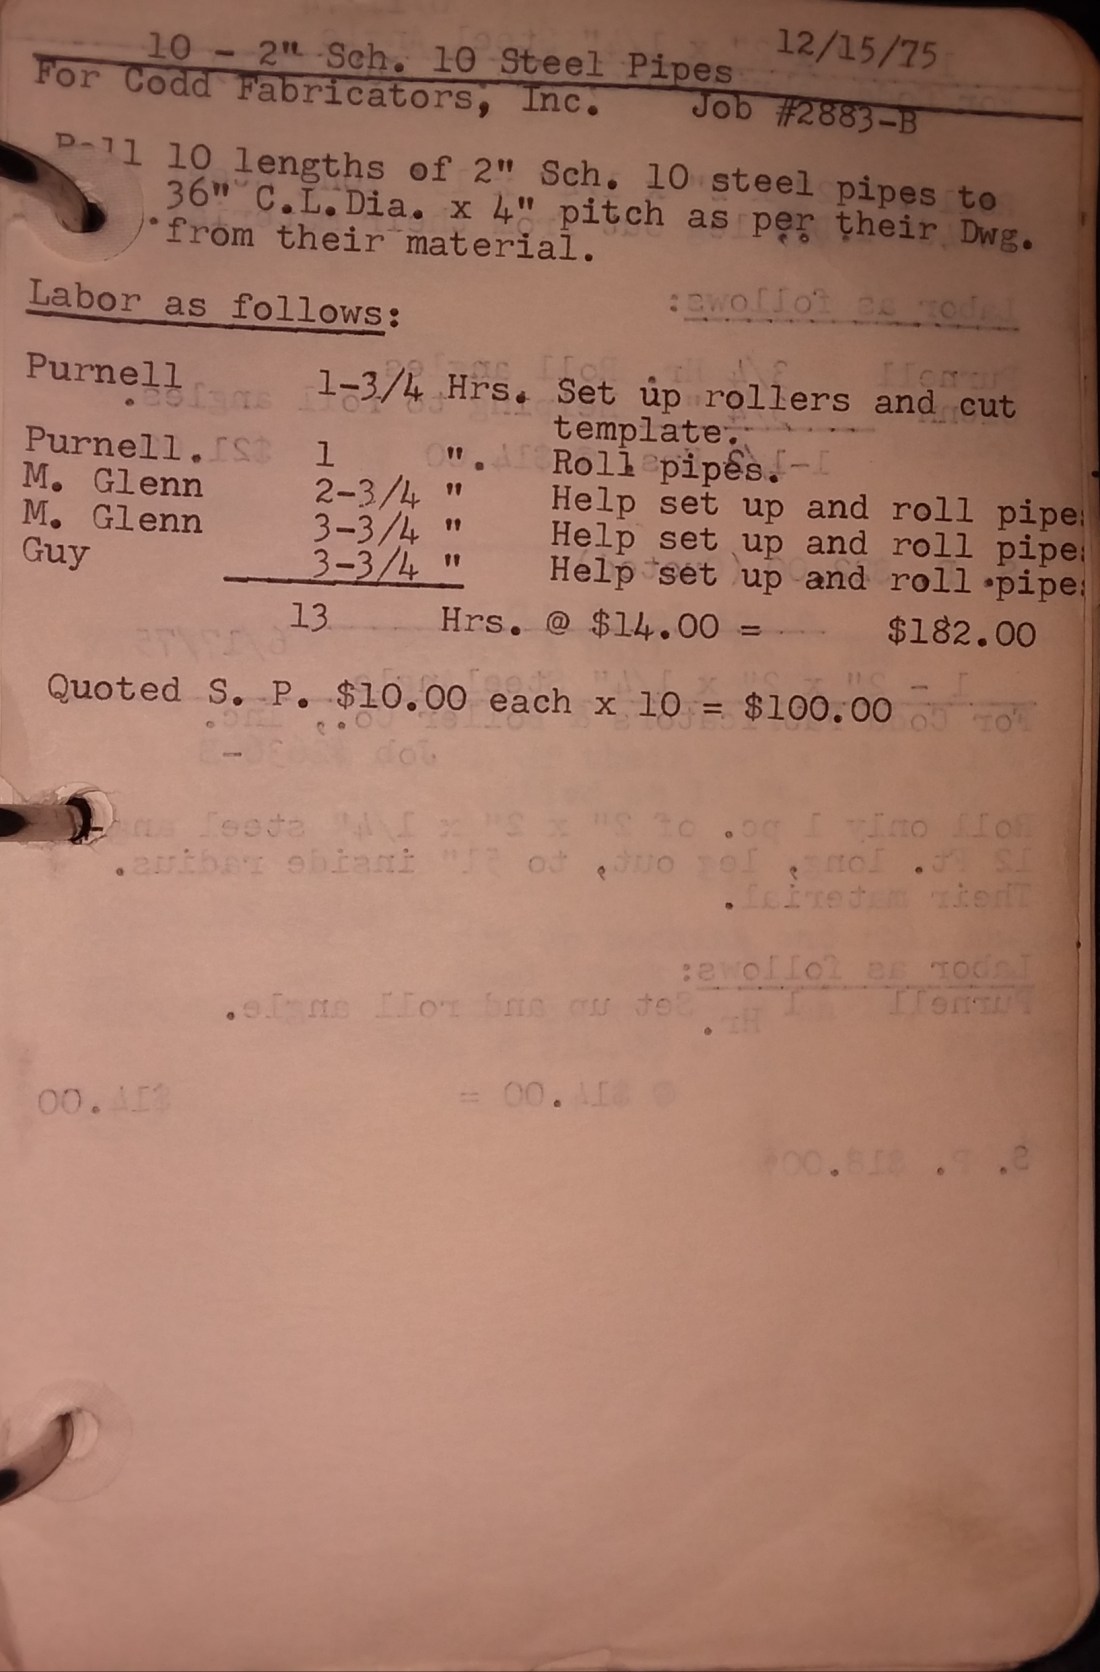 10 - 2" Sch. 10 Steel Pipes 12/15/75
For Codd Fabricators, Inc. Job #2883-B
Roll 10 lengths of 2" Sch. 10 steel pipes to
36" C.L.Dia. x 4" pitch as per their Dwg.
from their material.
Labor as follows:
Purnell 1-3/4 Hrs. Set up rollers and cut
template.
Purnell. 1 ". Roll pipes.
M. Glenn 2-3/4 " Help set up and roll pipe
M. Glenn 3-3/4 " Help set up and roll pipe
Guy 3-3/4 " Help set up and roll pipe
13 Hrs. @ $14.00 = $182.00
Quoted S. P. $10.00 each x 10 = $100.00